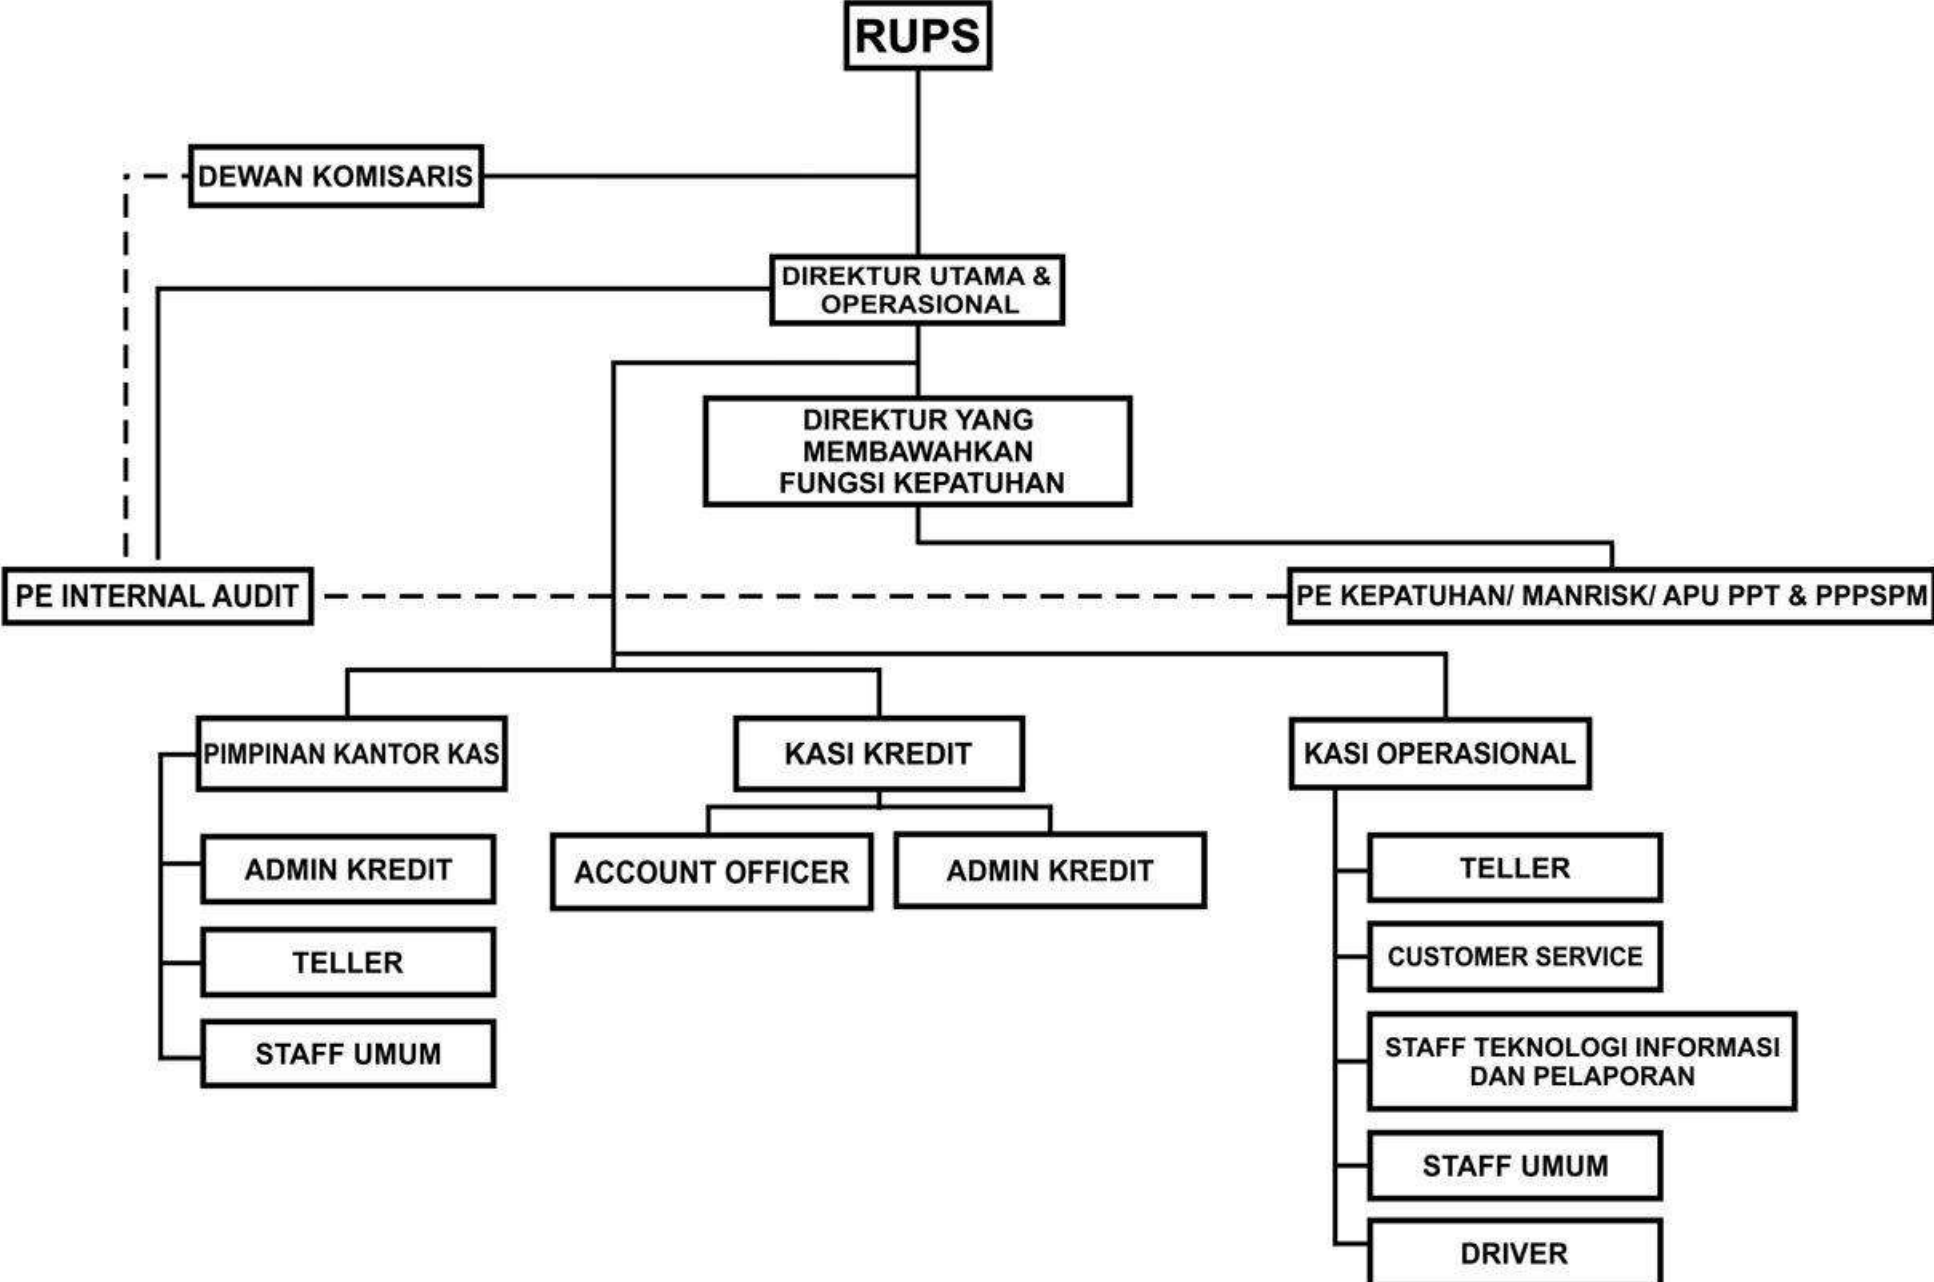 RUPS
DEWAN KOMISARIS
DIREKTUR UTAMA &
OPERASIONAL
DIREKTUR YANG
MEMBAWAHKAN
FUNGSI KEPATUHAN
PE INTERNAL AUDIT
PE KEPATUHAN/ MANRISK/ APU PPT & PPPSPM
PIMPINAN KANTOR KAS
ADMIN KREDIT
TELLER
STAFF UMUM
KASI KREDIT
ACCOUNT OFFICER
ADMIN KREDIT
KASI OPERASIONAL
TELLER
CUSTOMER SERVICE
STAFF TEKNOLOGI INFORMASI
DAN PELAPORAN
STAFF UMUM
DRIVER